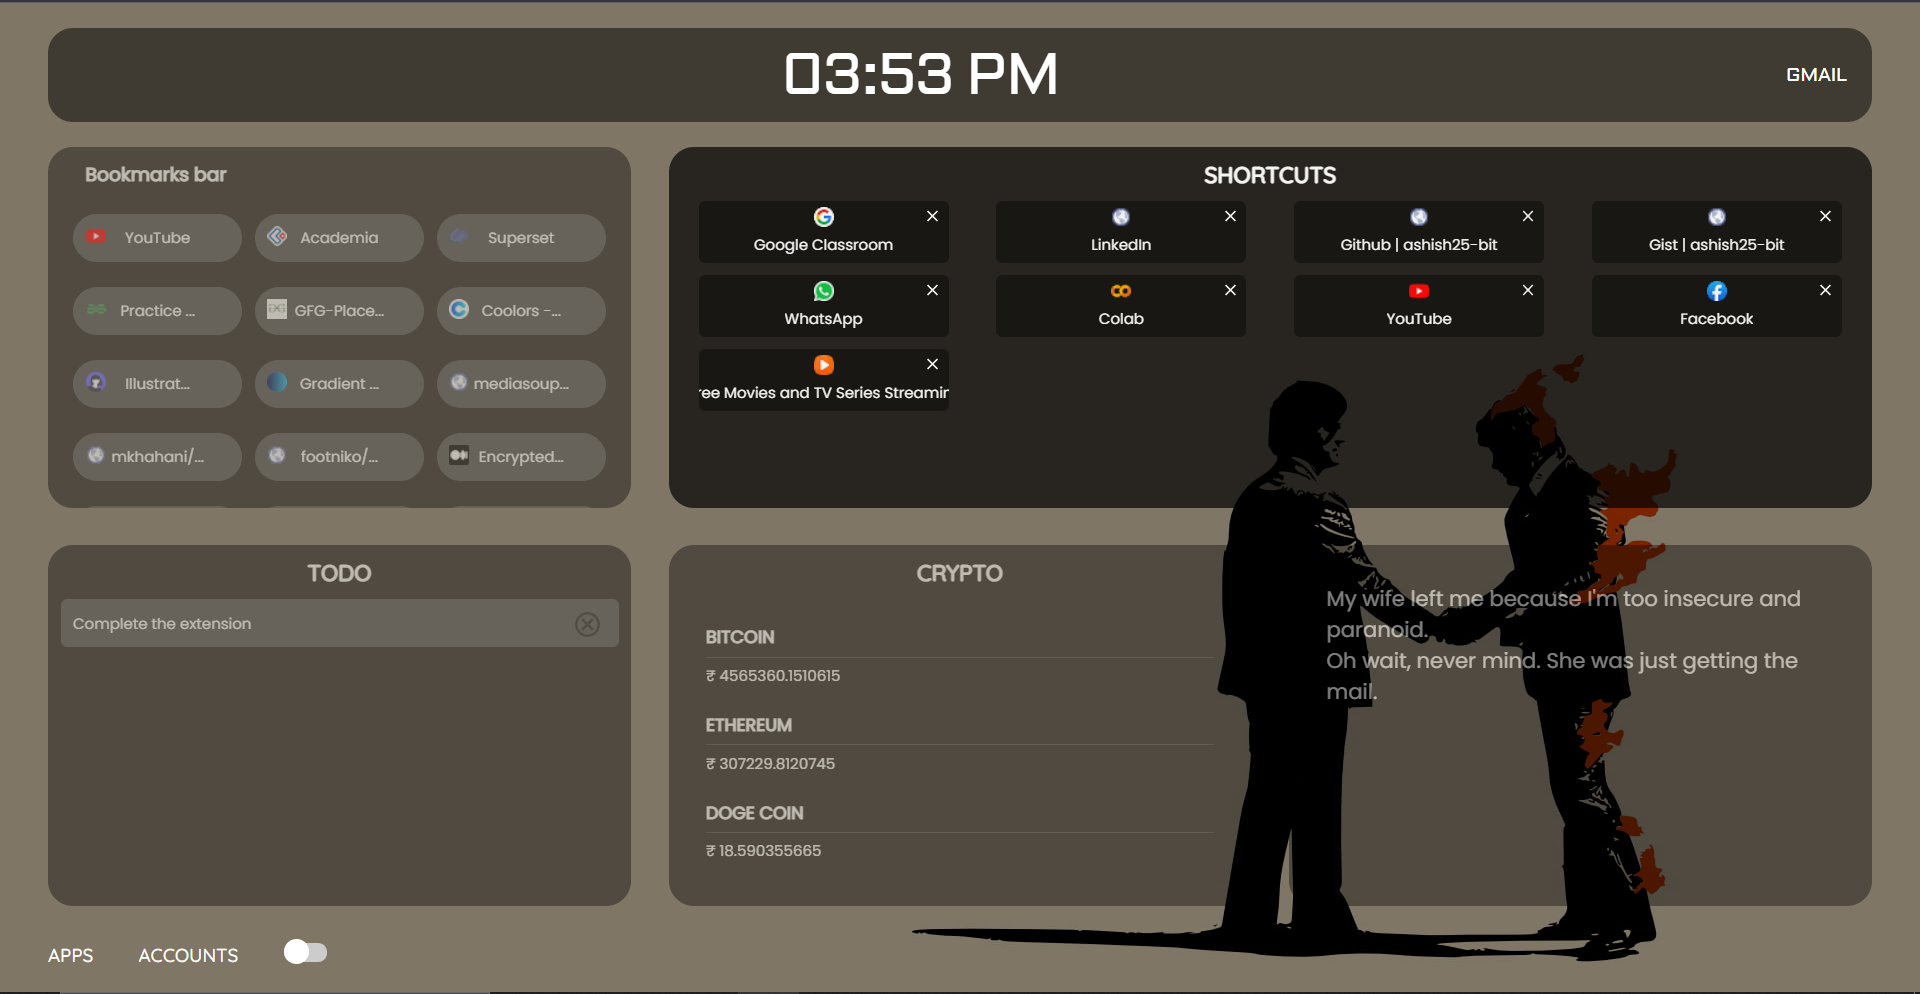 03:53 PM
GMAIL
Bookmarks bar
YouTube
Academia
Superset
Practice ...
GFG-Place...
Coolors -...
Illustrat...
Gradient ...
mediasoup...
mkhahani/...
footniko/...
Encrypted...
SHORTCUTS
Google Classroom
LinkedIn
Github | ashish25-bit
Gist | ashish25-bit
WhatsApp
Colab
YouTube
Facebook
ree Movies and TV Series Streamin
TODO
Complete the extension
CRYPTO
BITCOIN
₹ 4565360.1510615
ETHEREUM
₹ 307229.8120745
DOGE COIN
₹ 18.590355665
My wife left me because I'm too insecure and
paranoid.
Oh wait, never mind. She was just getting the
mail.
APPS
ACCOUNTS